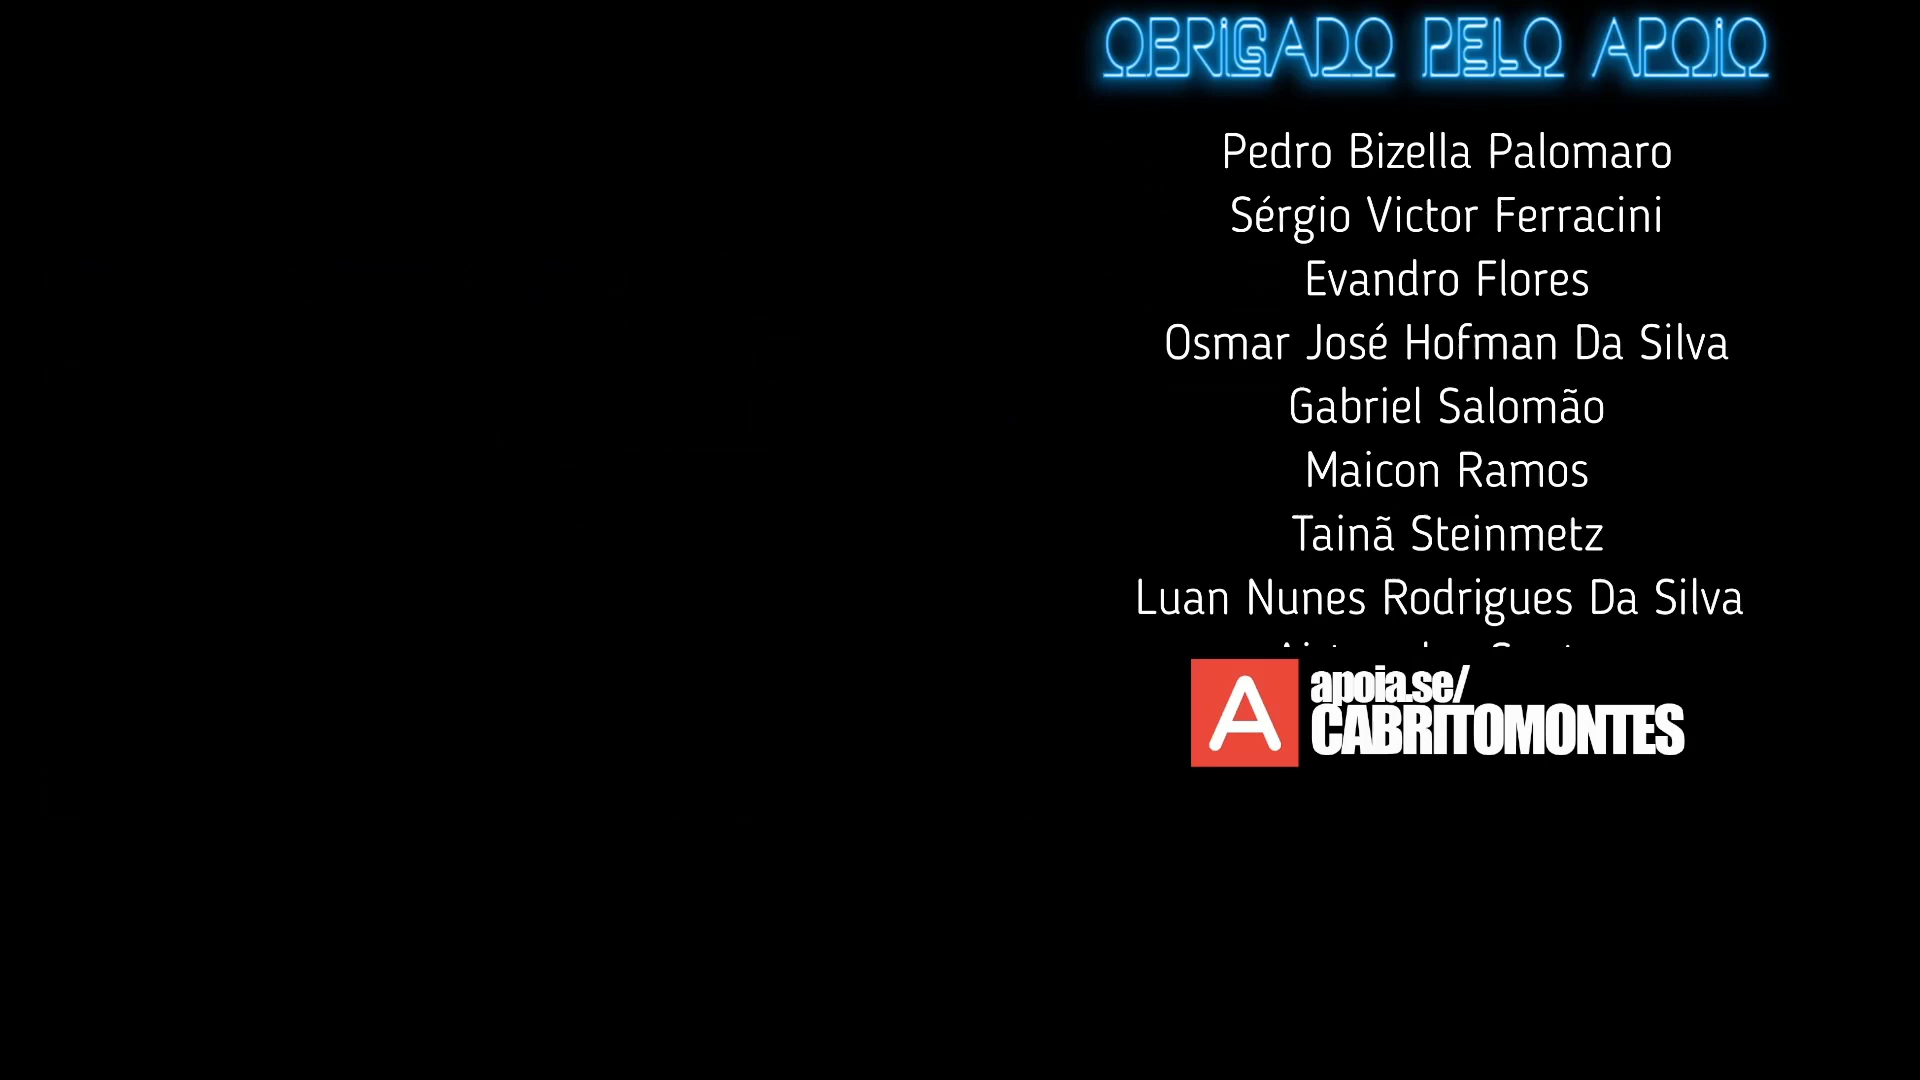 OBRIGADO PELO APOIO
Pedro Bizella Palomaro
Sérgio Victor Ferracini
Evandro Flores
Osmar José Hofman Da Silva
Gabriel Salomão
Maicon Ramos
Tainã Steinmetz
Luan Nunes Rodrigues Da Silva
A
apoia.se/
CABRITOMONTES